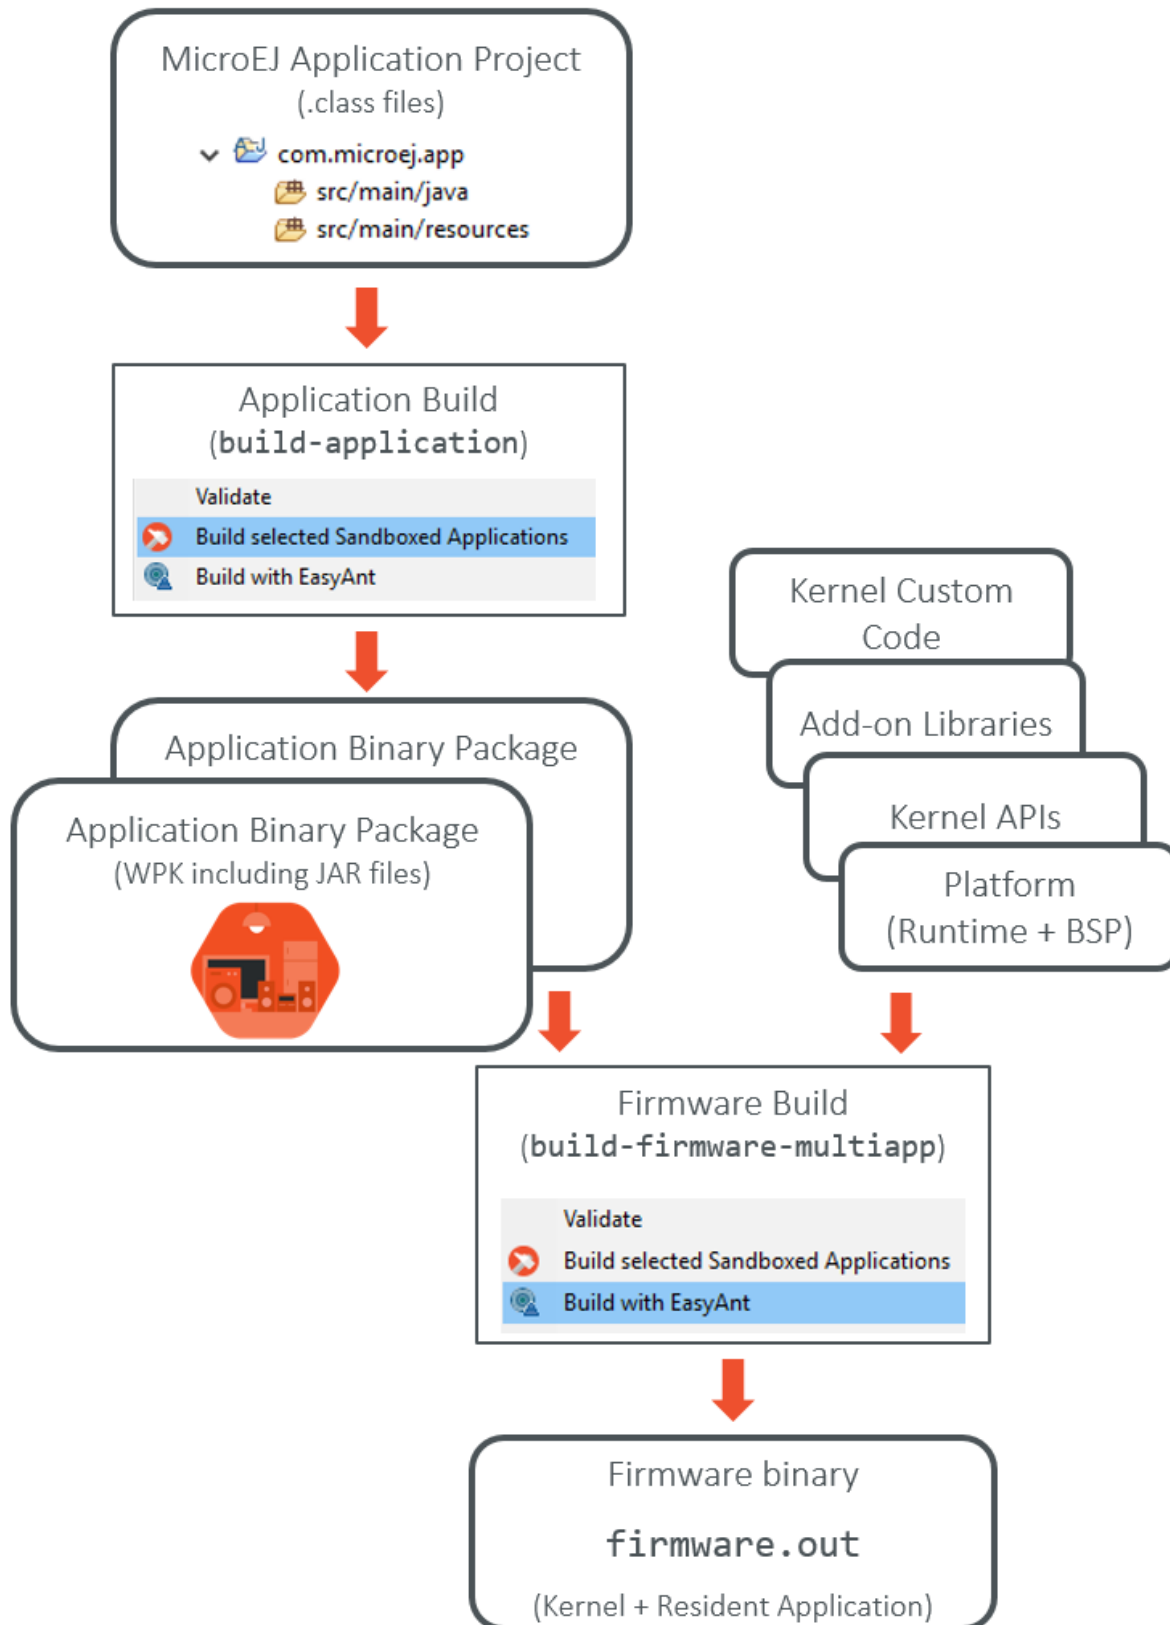 MicroEJ Application Project
(.class files)
com.microej.app
src/main/java
src/main/resources
Application Build
(build-application)
Validate
Build selected Sandboxed Applications
Build with EasyAnt
Application Binary Package
Application Binary Package
(WPK including JAR files)
Kernel Custom
Code
Add-on Libraries
Kernel APIs
Platform
(Runtime + BSP)
Firmware Build
(build-firmware-multiapp)
Validate
Build selected Sandboxed Applications
Build with EasyAnt
Firmware binary
firmware.out
(Kernel + Resident Application)